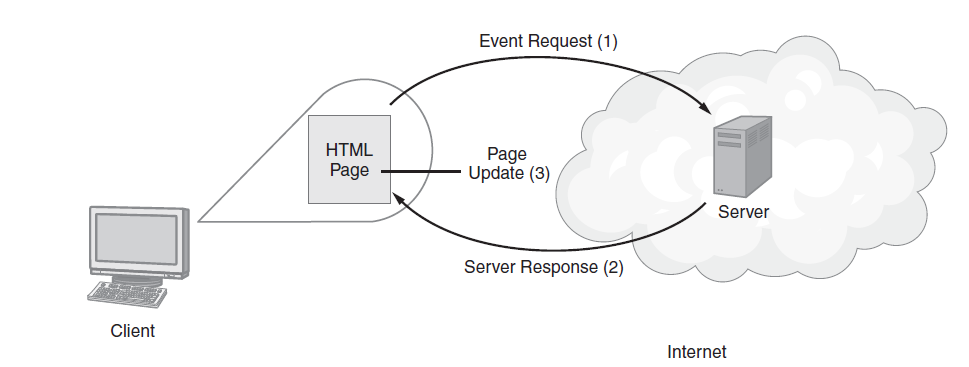 Event Request (1)
HTML
Page
Page
Update (3)
Server
Server Response (2)
Client
Internet